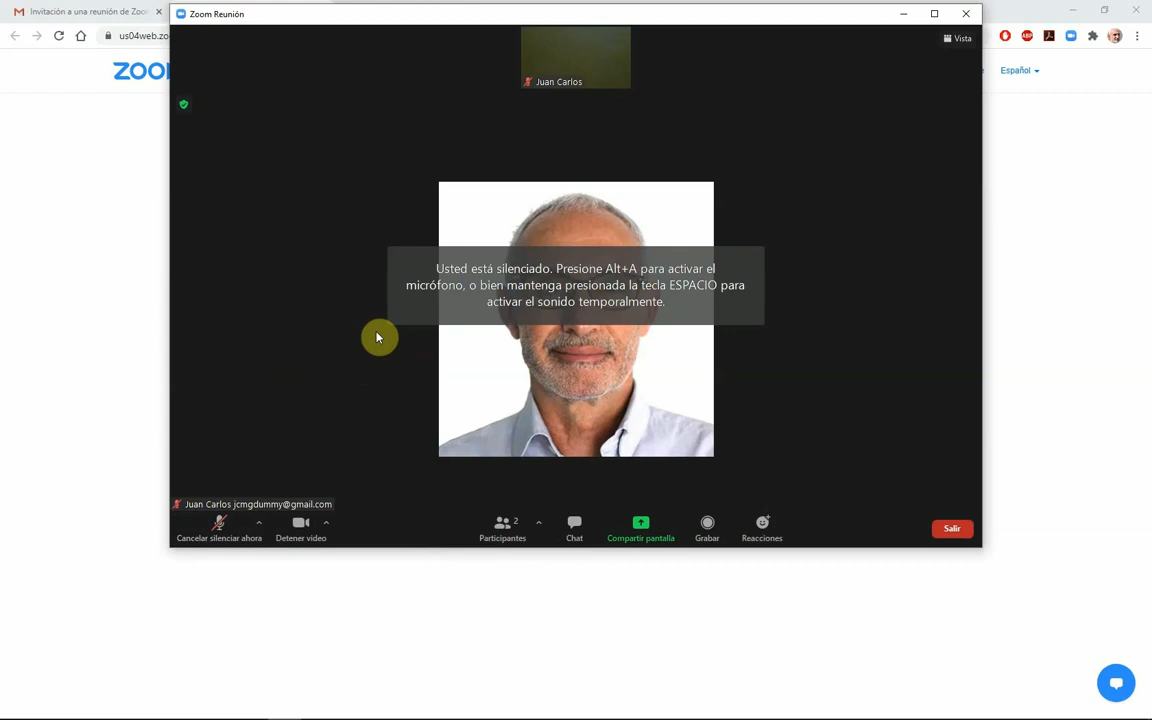 Invitación a una reunión de Zoo
Zoom Reunión
us04web.zo
ABP
ZOO
Español
Vista
Juan Carlos
Usted está silenciado. Presione Alt+A para activar el
micrófono, o bien mantenga presionada la tecla ESPACIO para
activar el sonido temporalmente.
Juan Carlos jcmgdummy@gmail.com
2
Cancelar silenciar ahora
Detener video
Participantes
Chat
Compartir pantalla
Grabar
Reacciones
Salir